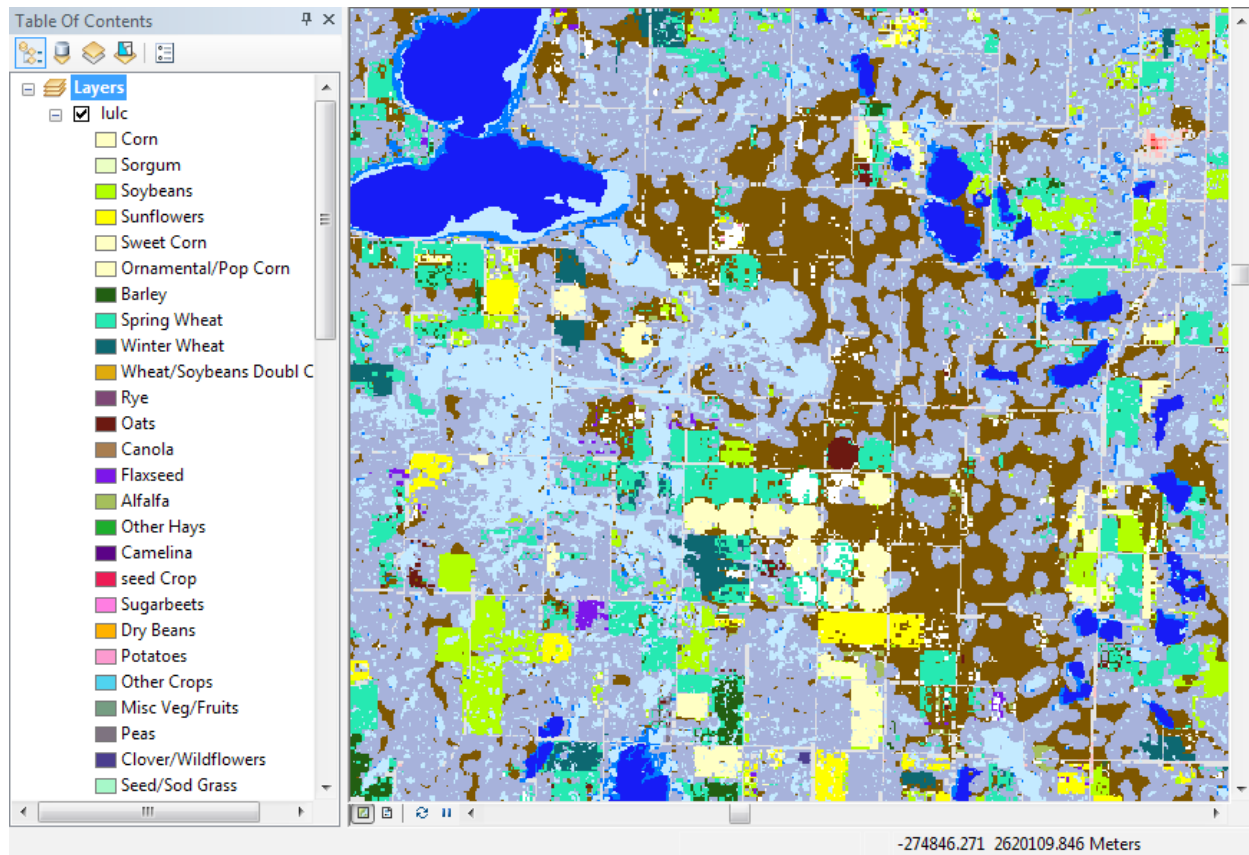 Table Of Contents
Layers
lulc
Corn
Sorgum
Soybeans
Sunflowers
Sweet Corn
Ornamental/Pop Corn
Barley
Spring Wheat
Winter Wheat
Wheat/Soybeans Doubl C
Rye
Oats
Canola
Flaxseed
Alfalfa
Other Hays
Camelina
seed Crop
Sugarbeets
Dry Beans
Potatoes
Other Crops
Misc Veg/Fruits
Peas
Clover/Wildflowers
Seed/Sod Grass
-274846.271 2620109.846 Meters